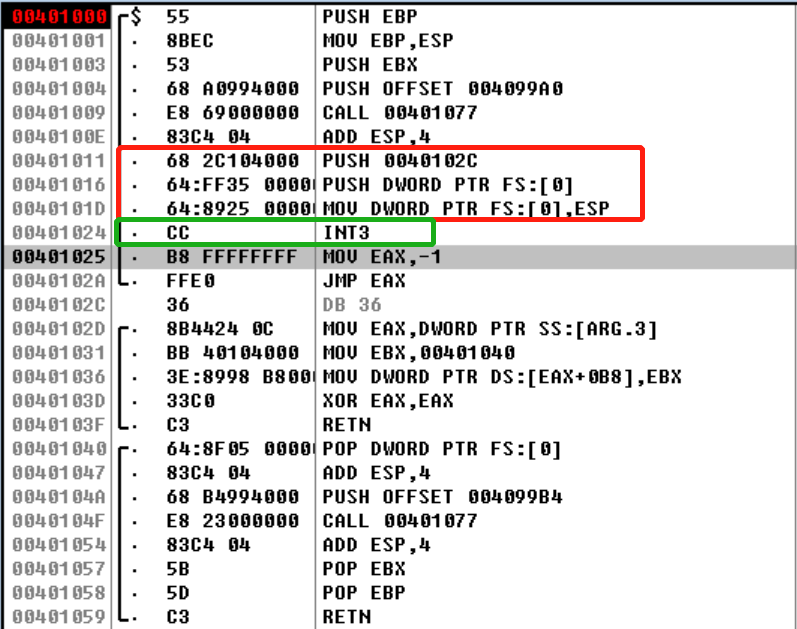 00401000 $ 55 PUSH EBP
00401001 . 8BEC MOV EBP,ESP
00401003 . 53 PUSH EBX
00401004 . 68 A0994000 PUSH OFFSET 004099A0
00401009 . E8 69000000 CALL 00401077
0040100E . 83C4 04 ADD ESP,4
00401011 . 68 2C104000 PUSH 0040102C
00401016 . 64:FF35 0000 PUSH DWORD PTR FS:[0]
0040101D . 64:8925 0000 MOV DWORD PTR FS:[0],ESP
00401024 . CC INT3
00401025 . B8 FFFFFFFF MOV EAX,-1
0040102A . FFE0 JMP EAX
0040102C 36 DB 36
0040102D . 8B4424 0C MOV EAX,DWORD PTR SS:[ARG.3]
00401031 . BB 40104000 MOV EBX,00401040
00401036 . 3E:8998 B800 MOV DWORD PTR DS:[EAX+0B8],EBX
0040103D . 33C0 XOR EAX,EAX
0040103F . C3 RETN
00401040 . 64:8F05 0000 POP DWORD PTR FS:[0]
00401047 . 83C4 04 ADD ESP,4
0040104A . 68 B4994000 PUSH OFFSET 004099B4
0040104F . E8 23000000 CALL 00401077
00401054 . 83C4 04 ADD ESP,4
00401057 . 5B POP EBX
00401058 . 5D POP EBP
00401059 . C3 RETN